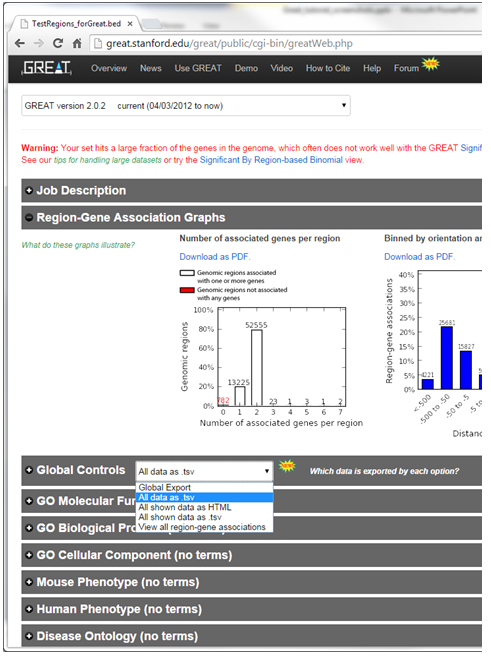 TestRegions_forGreat.bed
great.stanford.edu/great/public/cgi-bin/greatWeb.php
GREAT Overview News Use GREAT Demo Video How to Cite Help Forum NEW
GREAT version 2.0.2 current (04/03/2012 to now)
Warning: Your set hits a large fraction of the genes in the genome, which often does not work well with the GREAT Signif
See our tips for handling large datasets or try the Significant By Region-based Binomial view.
Job Description
Region-Gene Association Graphs
What do these graphs illustrate?
Number of associated genes per region
Download as PDF.
Genomic regions associated
with one or more genes
Genomic regions not associated
with any genes
Genomic regions
100%
80%
60%
40%
20%
0%
782 13225 52555 23 1 3 1 2
0 1 2 3 4 5 6 7
Number of associated genes per region
Binned by orientation an
Download as PDF.
Region-gene associations
40%
35%
30%
25%
20%
15%
10%
5%
0%
4221 15827
<-500 -500 to -50 -50 to -5
Distanc
Global Controls All data as .tsv NEW Which data is exported by each option?
Global Export
All data as .tsv
All shown data as HTML
All shown data as .tsv
View all region-gene associations
GO Molecular Fun
GO Biological Pro (no terms)
GO Cellular Component (no terms)
Mouse Phenotype (no terms)
Human Phenotype (no terms)
Disease Ontology (no terms)